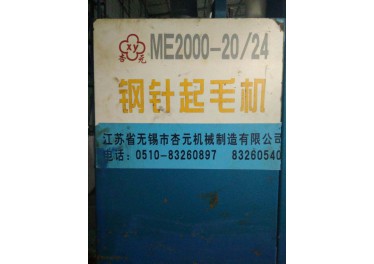 xy
杏元 ME2000-20/24
钢针起毛机
江苏省无锡市杏元机械制造有限公司
电话：0510-83260897 83260540